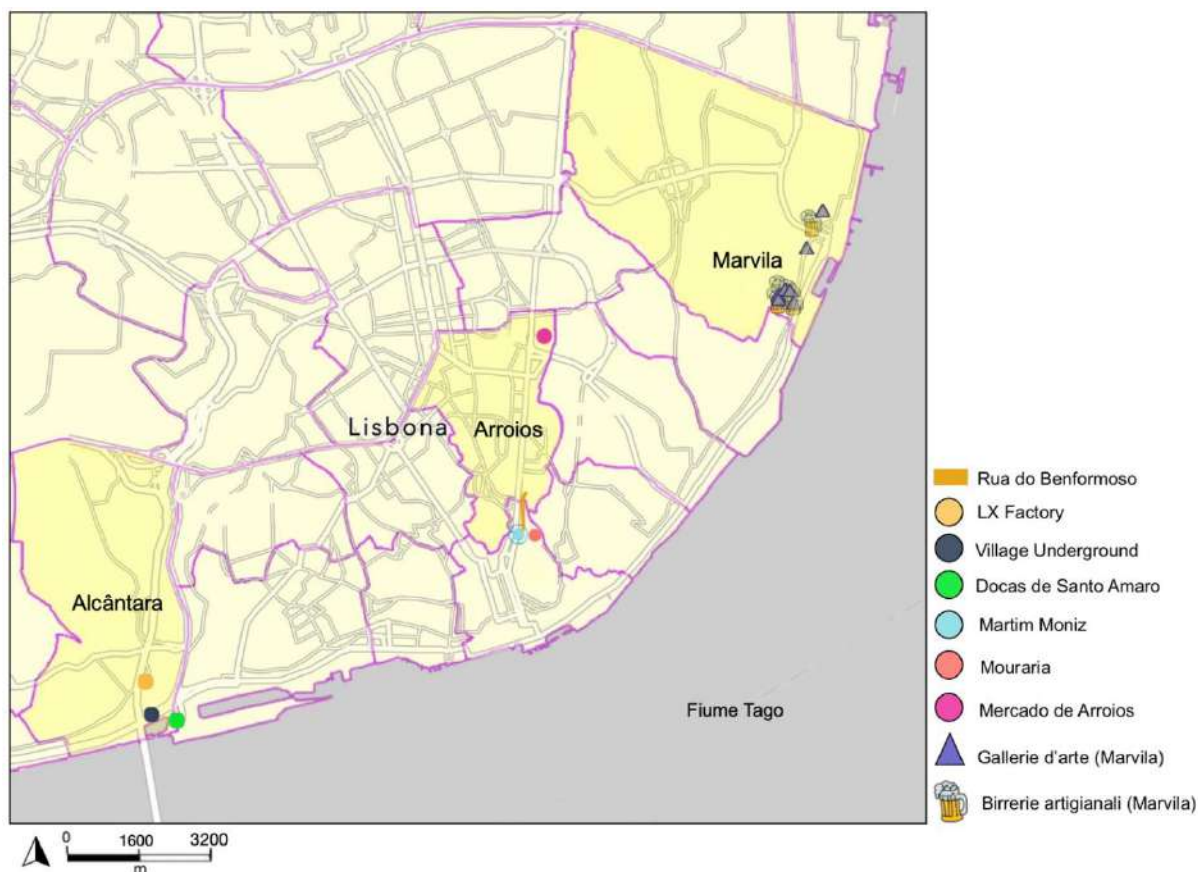 Marvila
Lisbona
Arroios
Alcântara
Fiume Tago
Rua do Benformoso
LX Factory
Village Underground
Docas de Santo Amaro
Martim Moniz
Mouraria
Mercado de Arroios
Gallerie d'arte (Marvila)
Birrerie artigianali (Marvila)
0 1600 3200
m